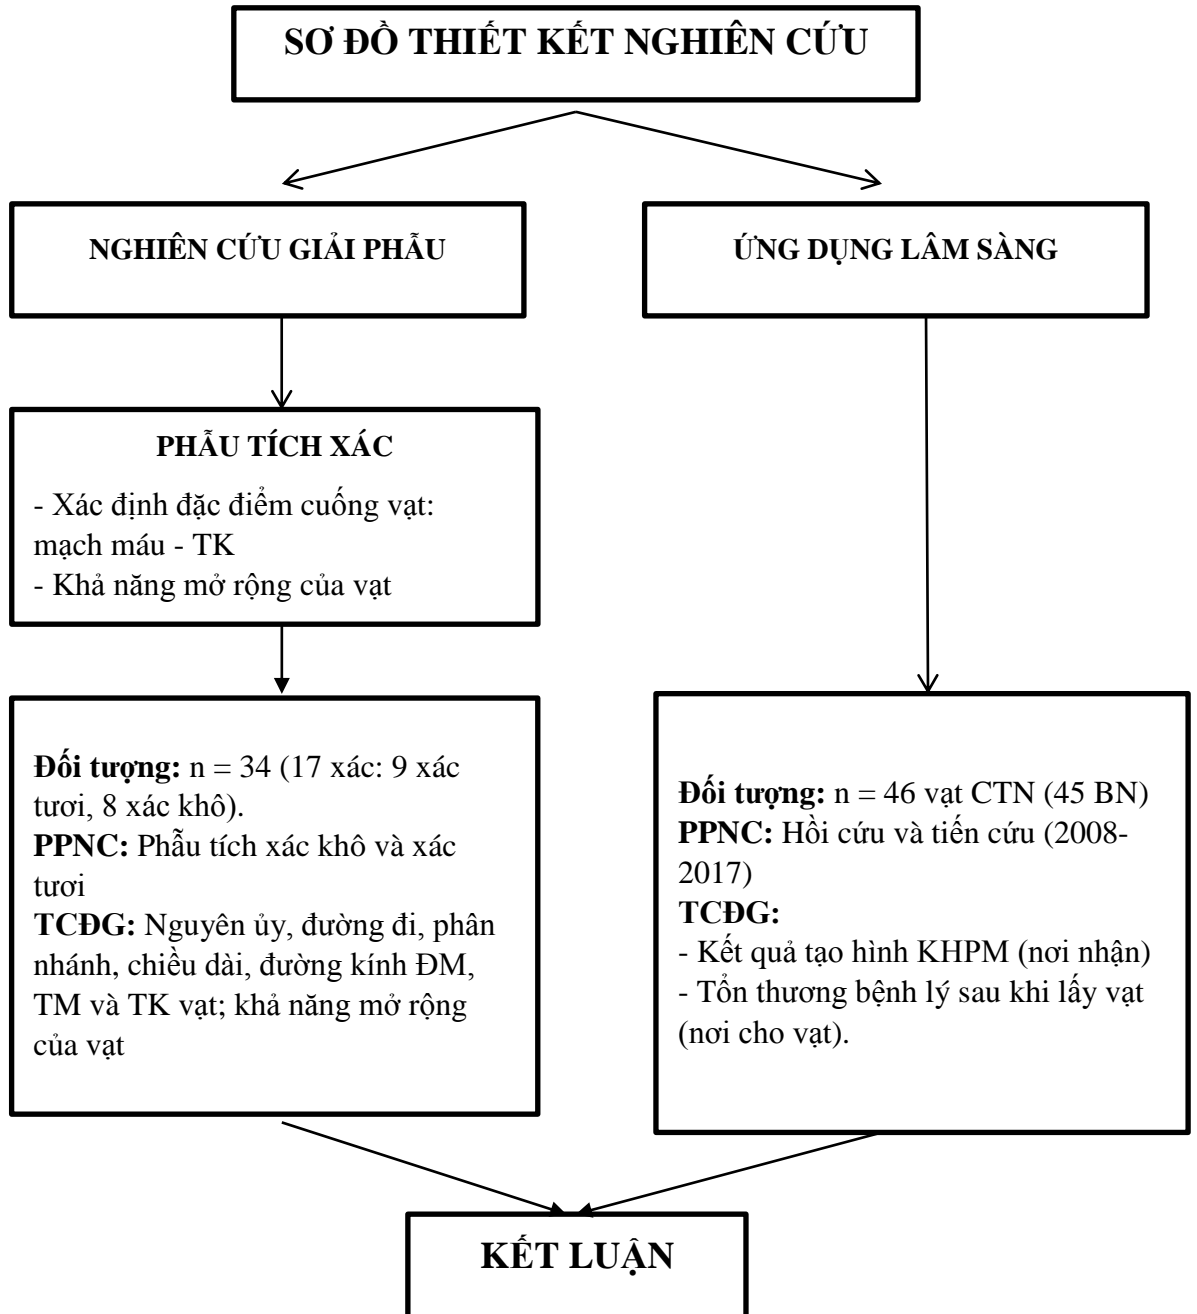 SƠ ĐỒ THIẾT KẾT NGHIÊN CỨU
NGHIÊN CỨU GIẢI PHẪU
ỨNG DỤNG LÂM SÀNG
PHẪU TÍCH XÁC
- Xác định đặc điểm cuống vạt:
mạch máu - TK
- Khả năng mở rộng của vạt
Đối tượng: n = 34 (17 xác: 9 xác
tươi, 8 xác khô).
PPNC: Phẫu tích xác khô và xác
tươi
TCĐG: Nguyên ủy, đường đi, phân
nhánh, chiều dài, đường kính ĐM,
TM và TK vạt; khả năng mở rộng
của vạt
Đối tượng: n = 46 vạt CTN (45 BN)
PPNC: Hồi cứu và tiến cứu (2008-
2017)
TCĐG:
- Kết quả tạo hình KHPM (nơi nhận)
- Tổn thương bệnh lý sau khi lấy vạt
(nơi cho vạt).
KẾT LUẬN